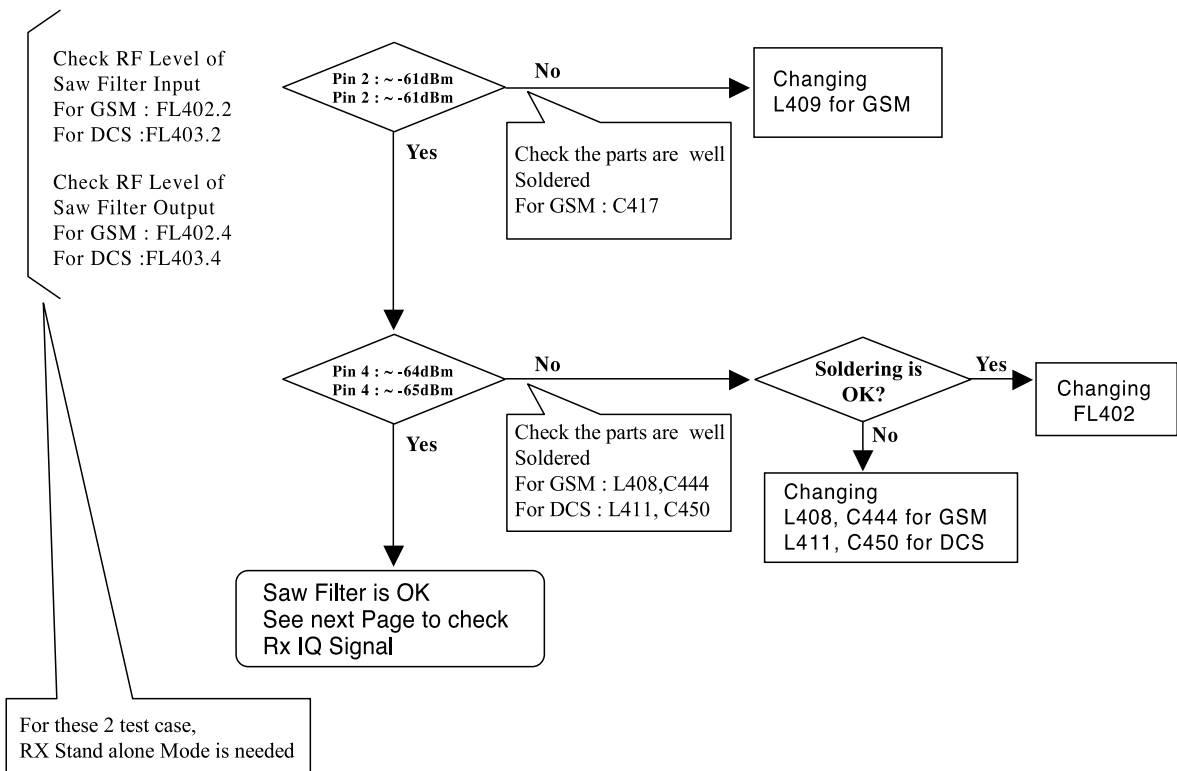 Check RF Level of
Saw Filter Input
For GSM : FL402.2
For DCS :FL403.2
Check RF Level of
Saw Filter Output
For GSM : FL402.4
For DCS :FL403.4
Pin 2 : ~ -61dBm
Pin 2 : ~ -61dBm
No
Changing
L409 for GSM
Yes
Check the parts are well
Soldered
For GSM : C417
Pin 4 : ~ -64dBm
Pin 4 : ~ -65dBm
No
Soldering is
OK?
Yes
Changing
FL402
Yes
Check the parts are well
Soldered
For GSM : L408,C444
For DCS : L411, C450
No
Changing
L408, C444 for GSM
L411, C450 for DCS
Saw Filter is OK
See next Page to check
Rx IQ Signal
For these 2 test case,
RX Stand alone Mode is needed